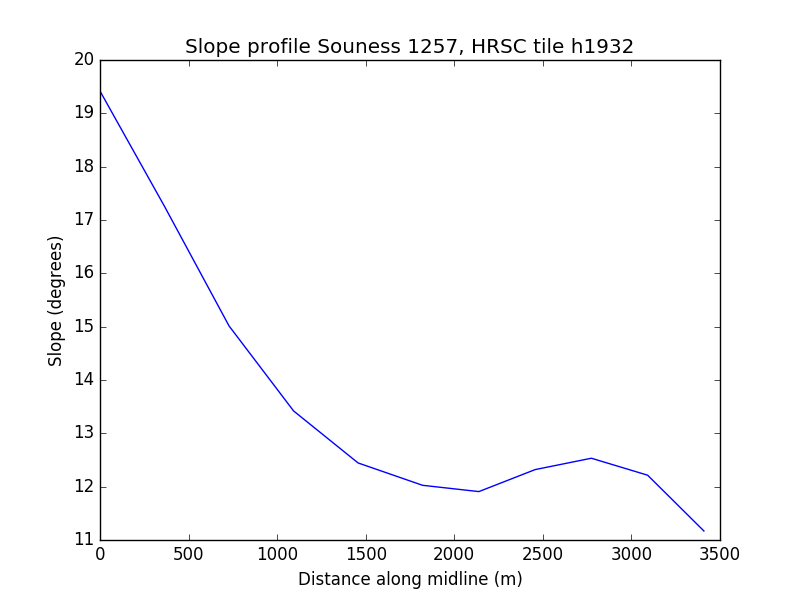 Slope profile Souness 1257, HRSC tile h1932
20
19
18
17
16
15
14
13
12
11
Slope (degrees)
0 500 1000 1500 2000 2500 3000 3500
Distance along midline (m)